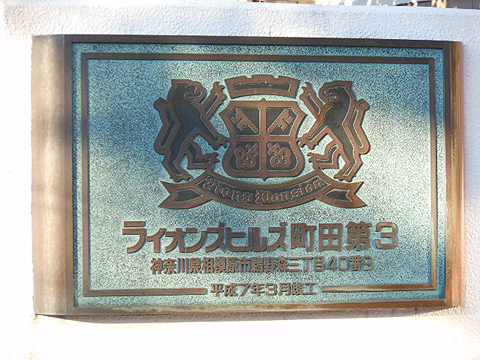 Lions Mansion
ライオンズヒルズ町田第3
神奈川県相模原市鵜野森三丁目40番9
平成7年3月竣工